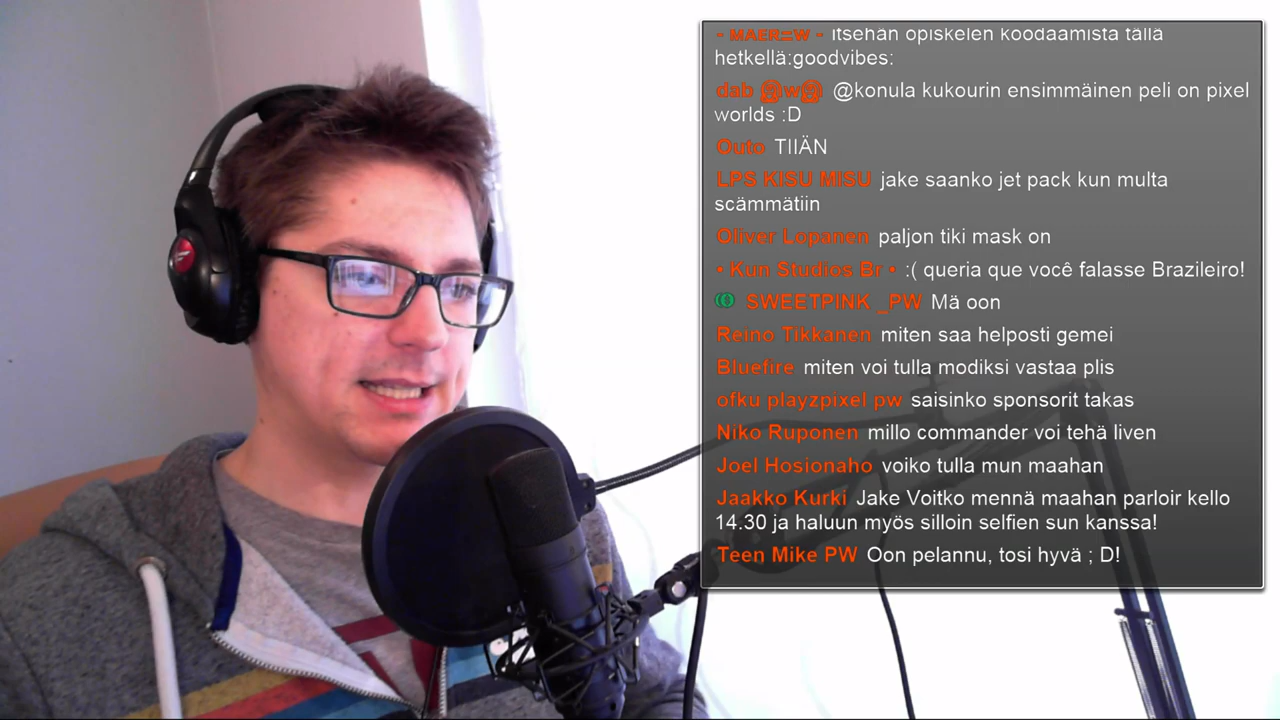 - MAER=W - itsehän opiskelen koodaamista tällä
hetkellä:goodvibes:
dab @w@ @konula kukourin ensimmäinen peli on pixel
worlds :D
Outo TIIÄN
LPS KISU MISU jake saanko jet pack kun multa
scämmätiin
Oliver Lopanen paljon tiki mask on
• Kun Studios Br • :( queria que você falasse Brazileiro!
SWEETPINK _PW Mä oon
Reino Tikkanen miten saa helposti gemei
Bluefire miten voi tulla modiksi vastaa plis
ofku playzpixel pw saisinko sponsorit takas
Niko Ruponen millo commander voi tehä liven
Joel Hosionaho voiko tulla mun maahan
Jaakko Kurki Jake Voitko mennä maahan parloir kello
14.30 ja haluun myös silloin selfien sun kanssa!
Teen Mike PW Oon pelannu, tosi hyvä ; D!